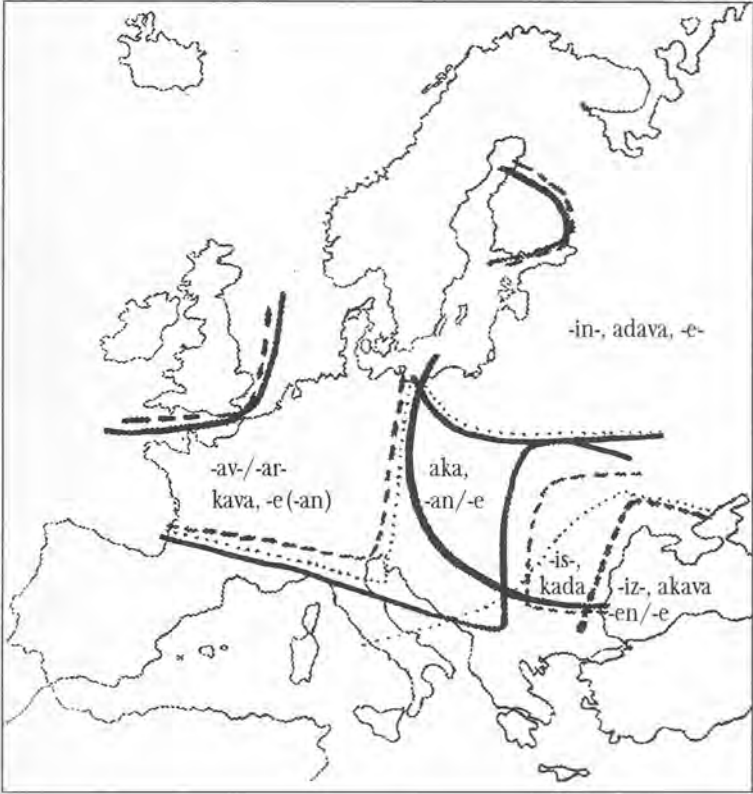 -in-, adava, -e-
-av-/-ar-
kava, -e (-an)
aka,
-an/-e
-is-,
kada
-iz-, akava
-en/-e